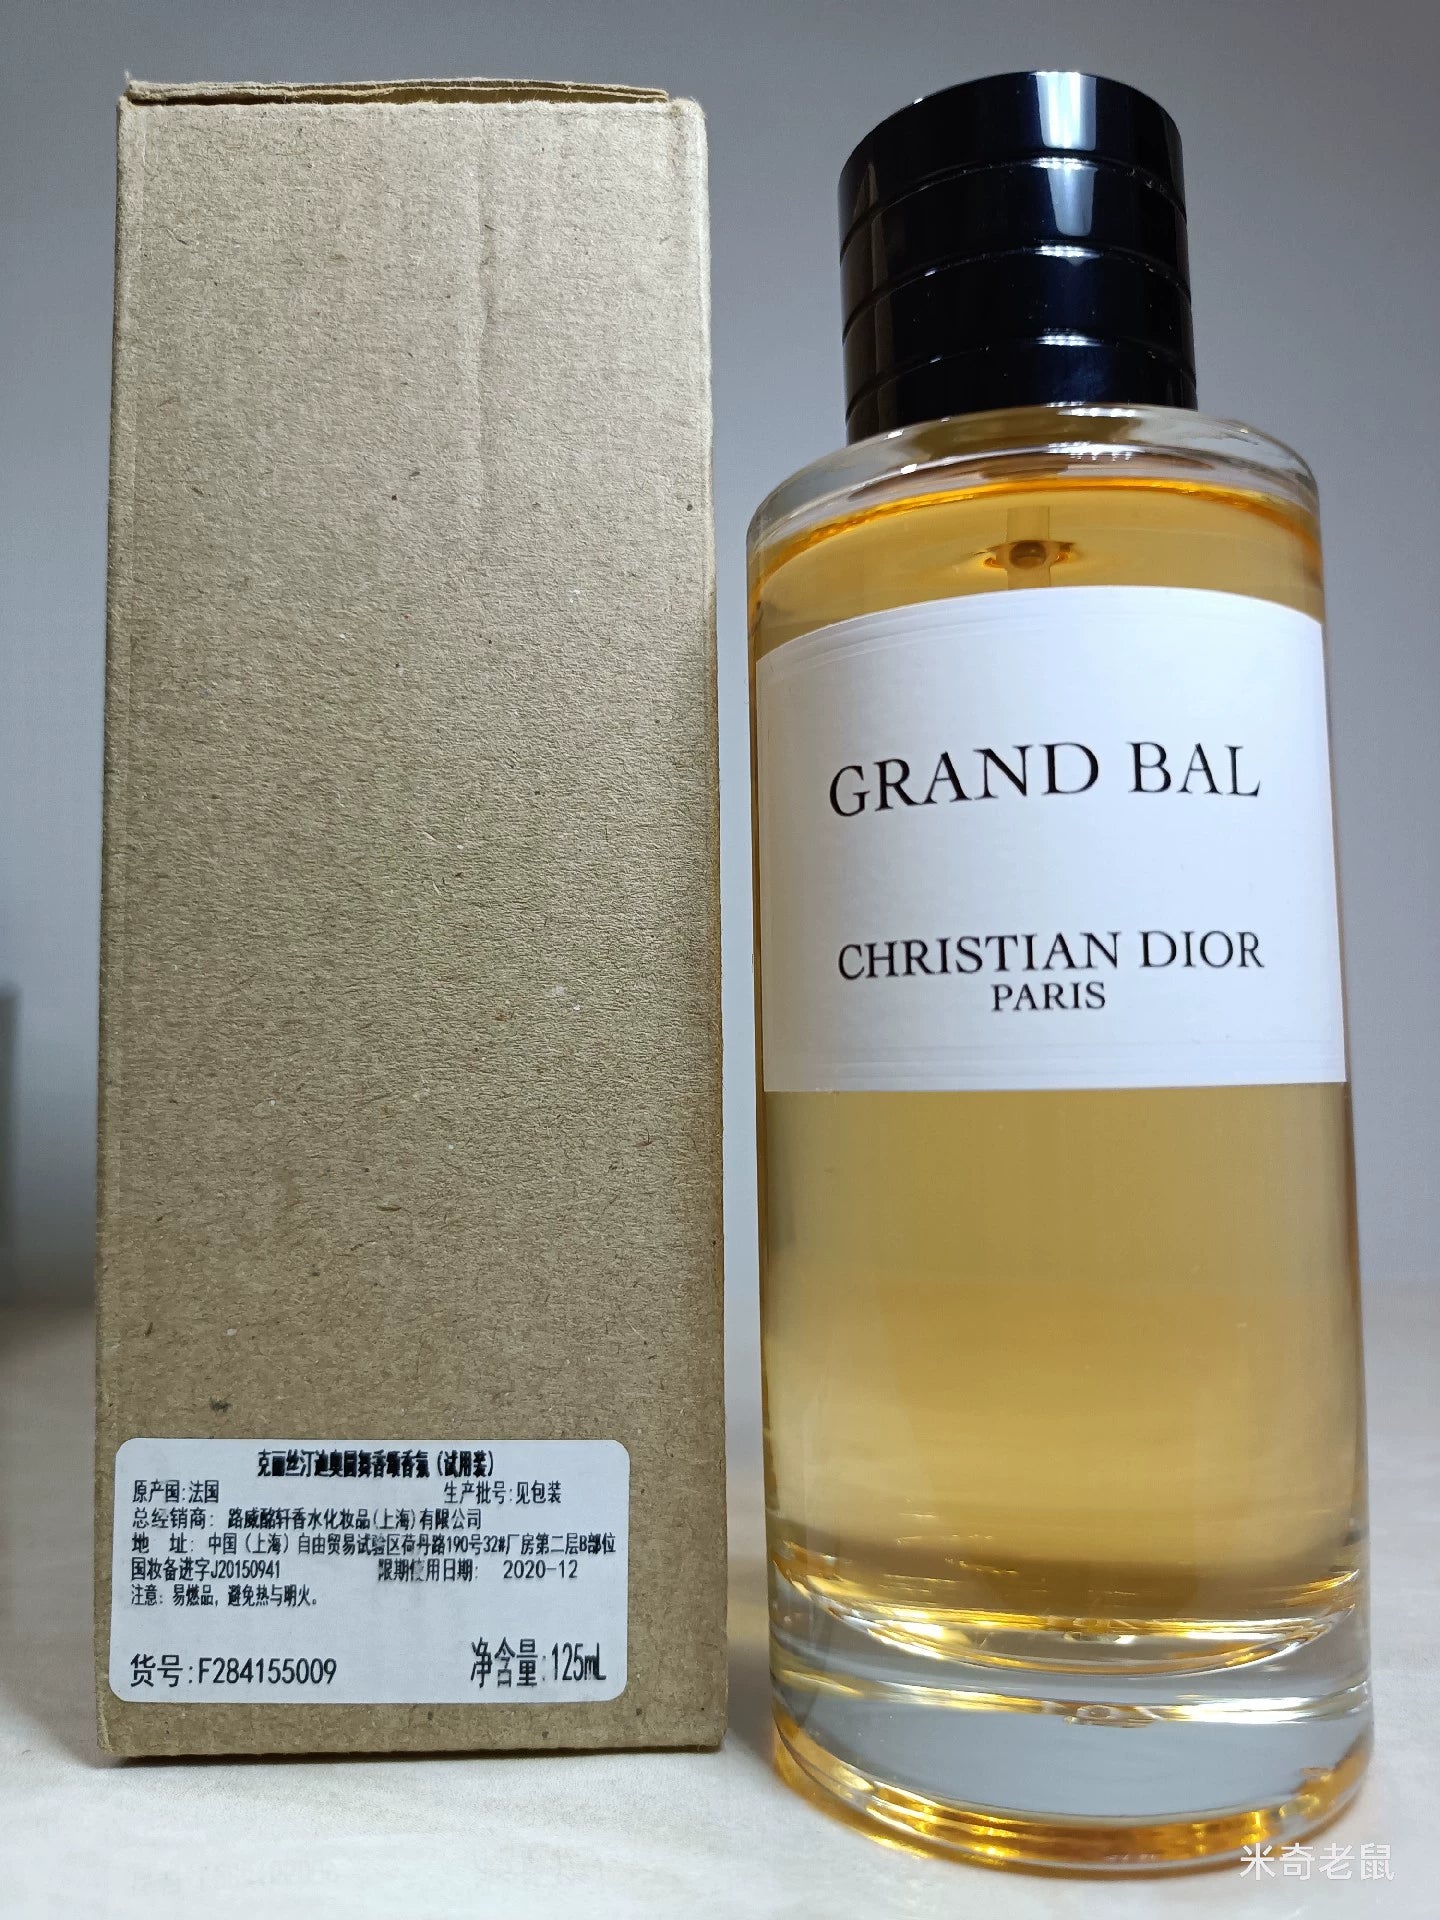 GRAND BAL
CHRISTIAN DIOR
PARIS
克丽丝汀迪奥圆舞香颂香氛 (试用装)
原产国:法国 生产批号:见包装
总经销商: 路威酩轩香水化妆品(上海)有限公司
地 址: 中国 (上海) 自由贸易试验区荷丹路190号32#厂房第二层B部位
国妆备进字J20150941 限期使用日期: 2020-12
注意: 易燃品, 避免热与明火。
货号:F284155009 净含量:125mL
米奇老鼠